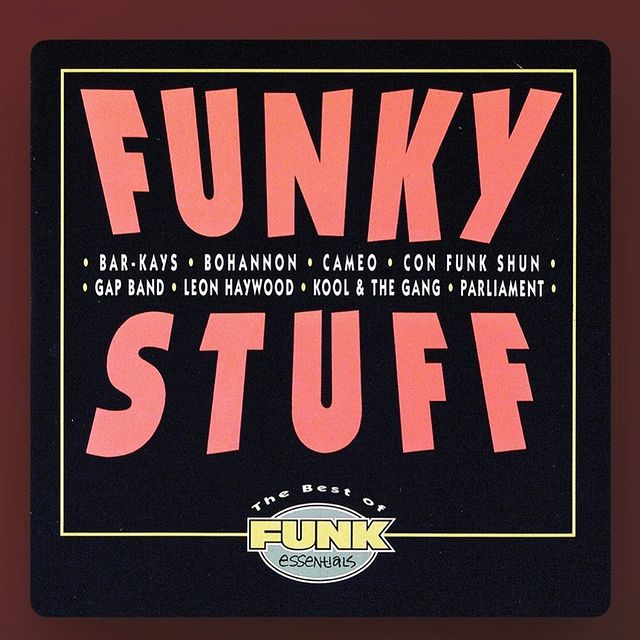 FUNKY
• BAR-KAYS • BOHANNON • CAMEO • CON FUNK SHUN •
• GAP BAND • LEON HAYWOOD • KOOL & THE GANG • PARLIAMENT •
STUFF
The Best Of
FUNK
essentials